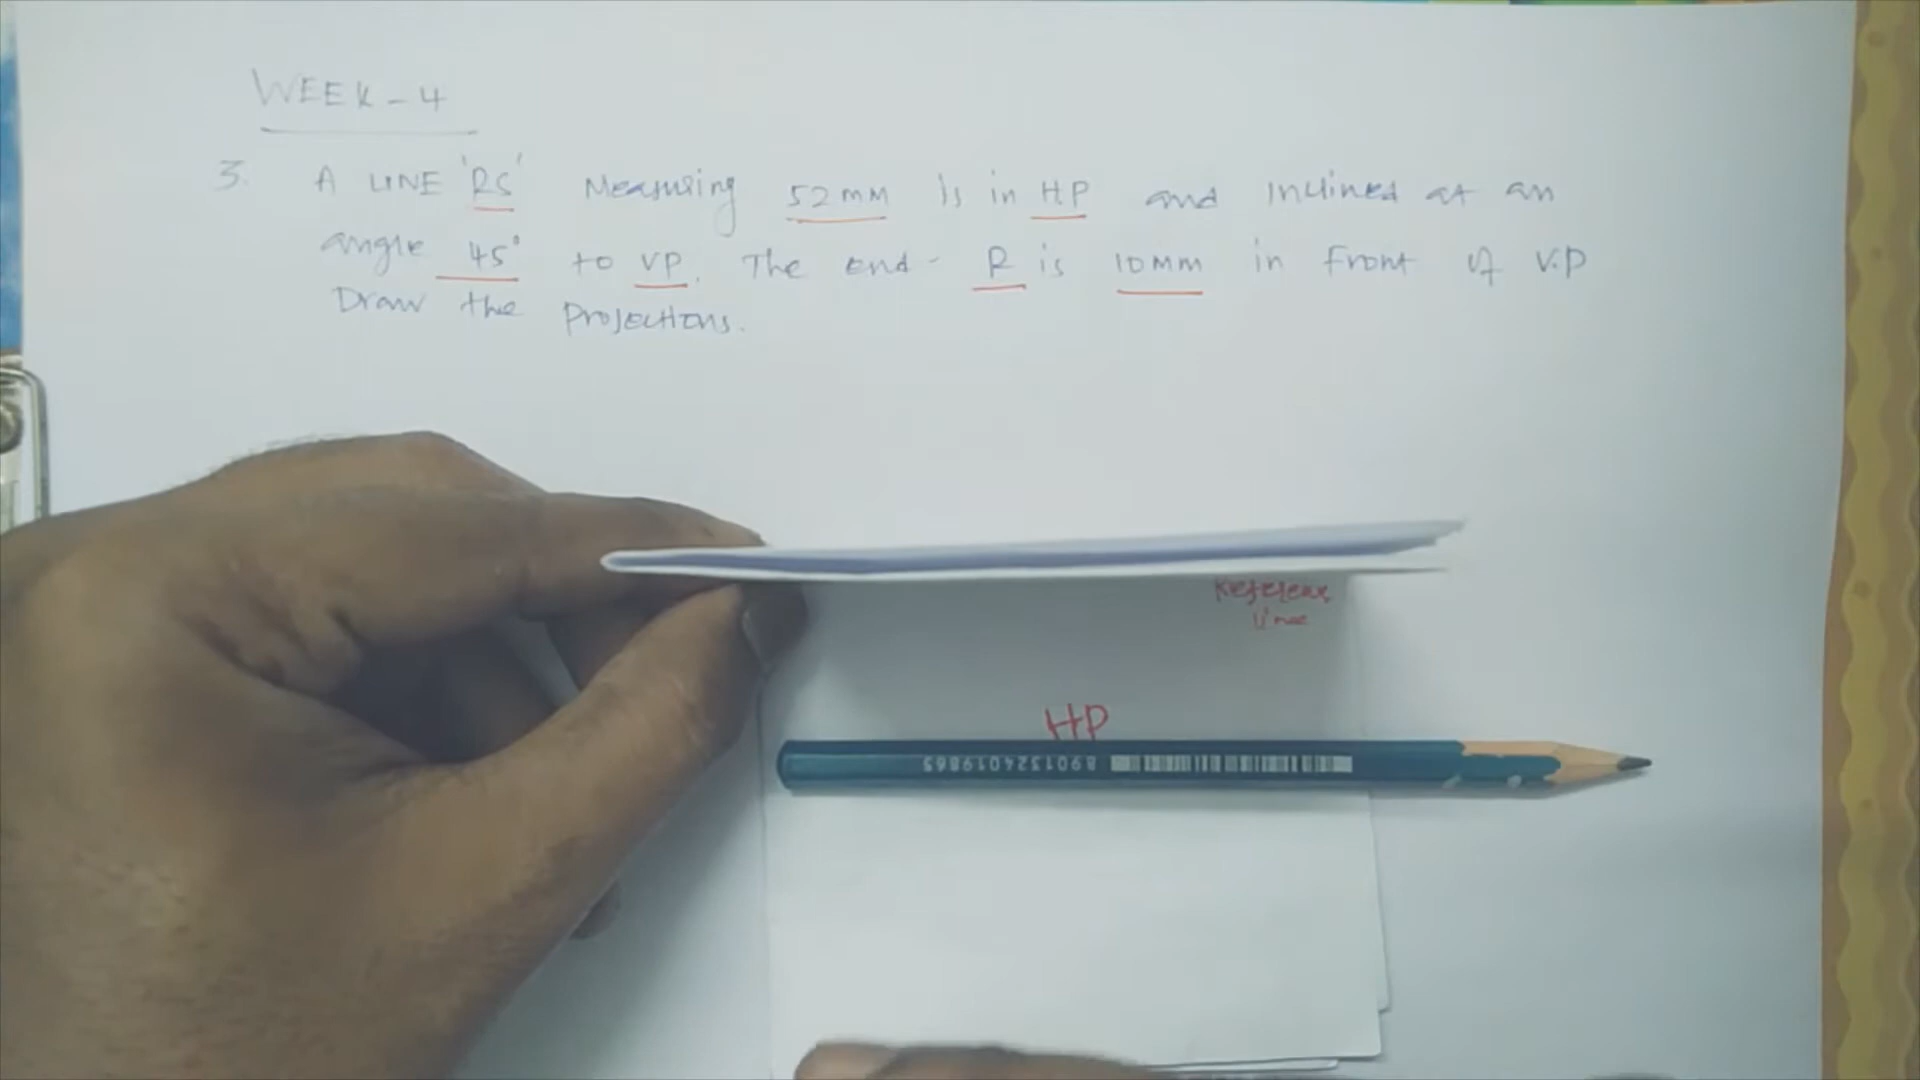 WEEK-4
3. A LINE 'RS' Measuring 52mm is in HP and inclined at an
angle 45° to VP. The end R is 10mm in front of V.P
Draw the projections.
line
HP
8901324019865